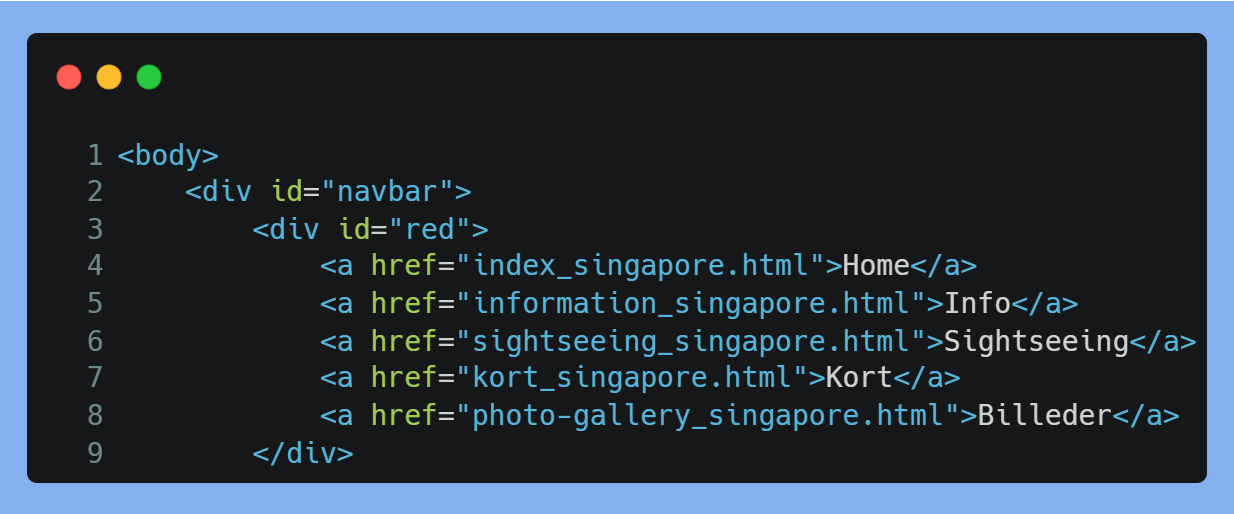 1 <body>
2     <div id="navbar">
3         <div id="red">
4             <a href="index_singapore.html">Home</a>
5             <a href="information_singapore.html">Info</a>
6             <a href="sightseeing_singapore.html">Sightseeing</a>
7             <a href="kort_singapore.html">Kort</a>
8             <a href="photo-gallery_singapore.html">Billeder</a>
9         </div>